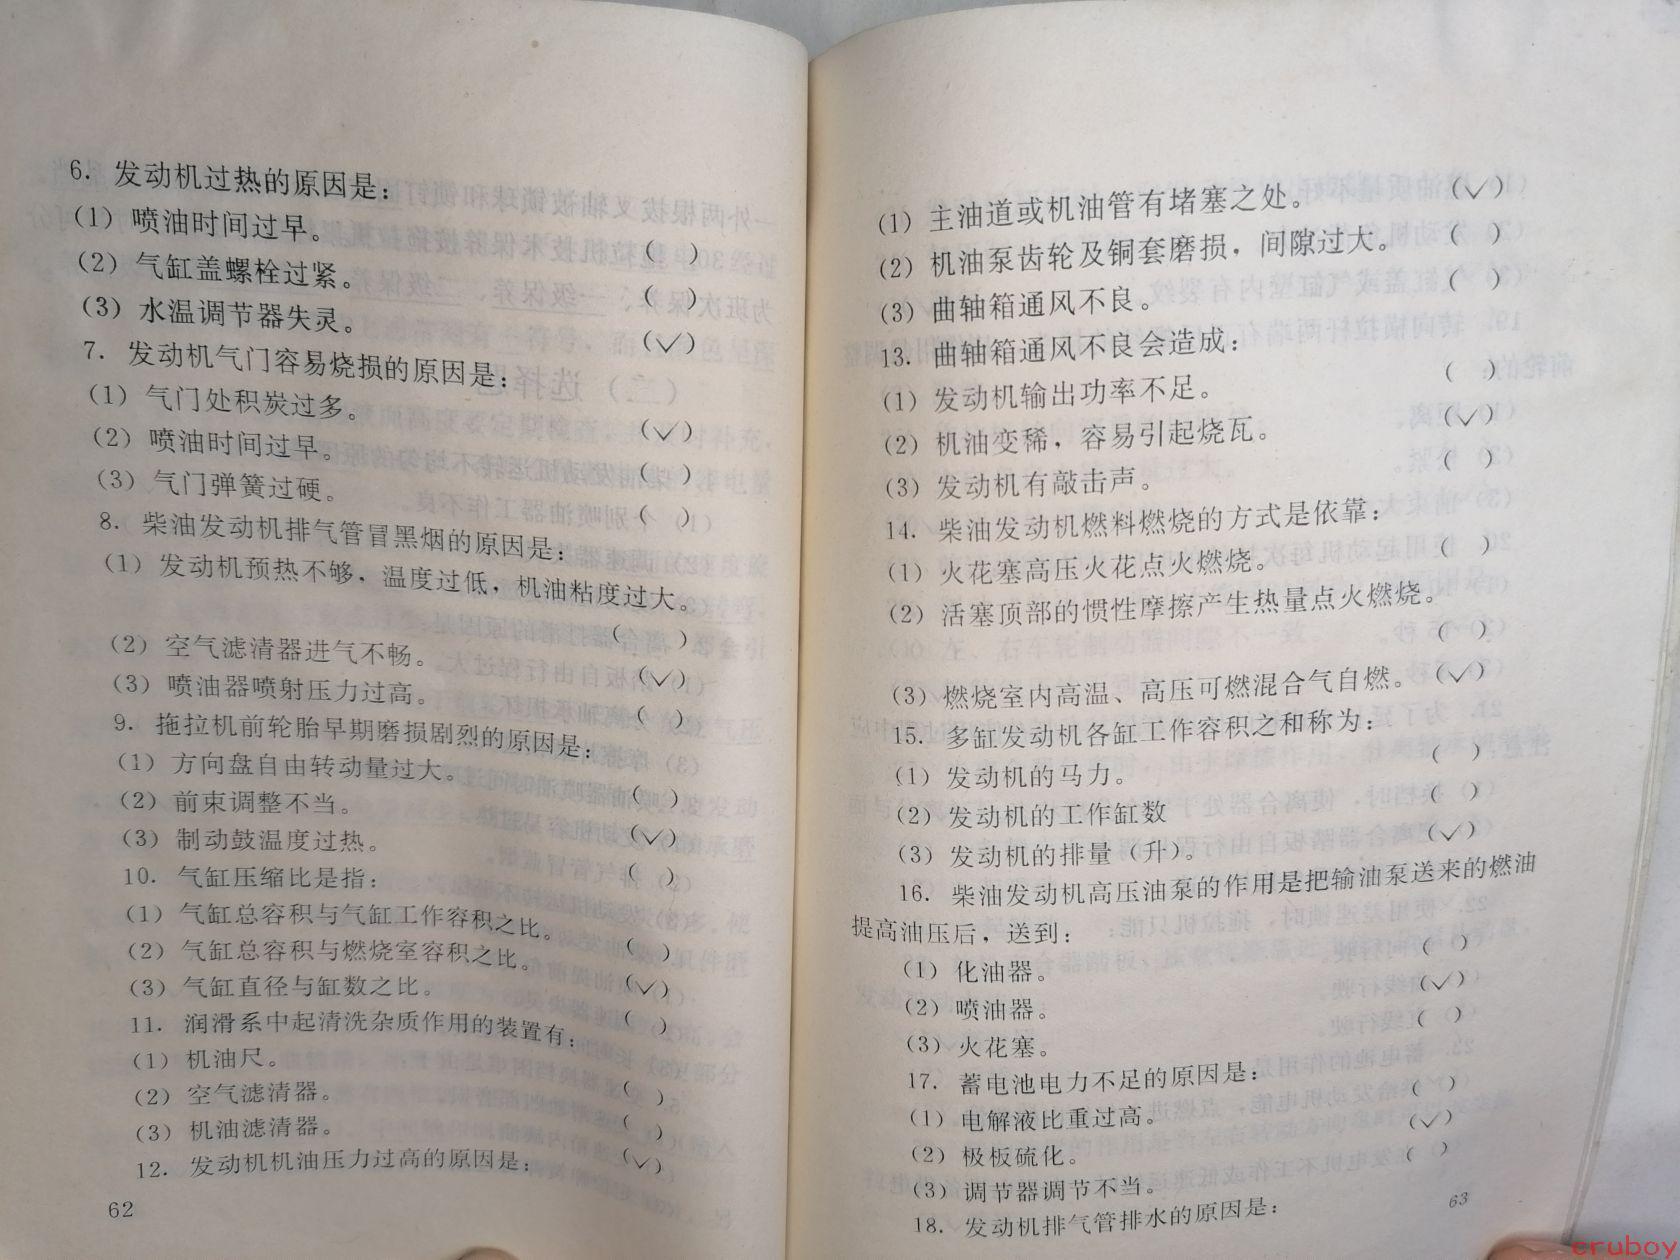 6. 发动机过热的原因是：
(1) 喷油时间过早。 ( )
(2) 气缸盖螺栓过紧。 ( )
(3) 水温调节器失灵。 (✓)
7. 发动机气门容易烧损的原因是：
(1) 气门处积炭过多。 (✓)
(2) 喷油时间过早。 ( )
(3) 气门弹簧过硬。 ( )
8. 柴油发动机排气管冒黑烟的原因是：
(1) 发动机预热不够，温度过低，机油粘度过大。
( )
(2) 空气滤清器进气不畅。 (✓)
(3) 喷油器喷射压力过高。 ( )
9. 拖拉机前轮胎早期磨损剧烈的原因是：
(1) 方向盘自由转动量过大。 ( )
(2) 前束调整不当。 (✓)
(3) 制动鼓温度过热。 ( )
10. 气缸压缩比是指：
(1) 气缸总容积与气缸工作容积之比。 ( )
(2) 气缸总容积与燃烧室容积之比。 (✓)
(3) 气缸直径与缸数之比。 ( )
11. 润滑系中起清洗杂质作用的装置有：
(1) 机油尺。 ( )
(2) 空气滤清器。 ( )
(3) 机油滤清器。 (✓)
12. 发动机机油压力过高的原因是：
62
(1) 主油道或机油管有堵塞之处。 (✓)
(2) 机油泵齿轮及铜套磨损，间隙过大。 ( )
(3) 曲轴箱通风不良。 ( )
13. 曲轴箱通风不良会造成：
(1) 发动机输出功率不足。 ( )
(2) 机油变稀，容易引起烧瓦。 (✓)
(3) 发动机有敲击声。 ( )
14. 柴油发动机燃料燃烧的方式是依靠：
(1) 火花塞高压火花点火燃烧。 ( )
(2) 活塞顶部的惯性摩擦产生热量点火燃烧。
( )
(3) 燃烧室内高温、高压可燃混合气自燃。 (✓)
15. 多缸发动机各缸工作容积之和称为：
(1) 发动机的马力。 ( )
(2) 发动机的工作缸数 ( )
(3) 发动机的排量（升）。 (✓)
16. 柴油发动机高压油泵的作用是把输油泵送来的燃油
提高油压后，送到：
(1) 化油器。 ( )
(2) 喷油器。 (✓)
(3) 火花塞。 ( )
17. 蓄电池电力不足的原因是：
(1) 电解液比重过高。 ( )
(2) 极板硫化。 (✓)
(3) 调节器调节不当。 ( )
18. 发动机排气管排水的原因是：
63
cruboy